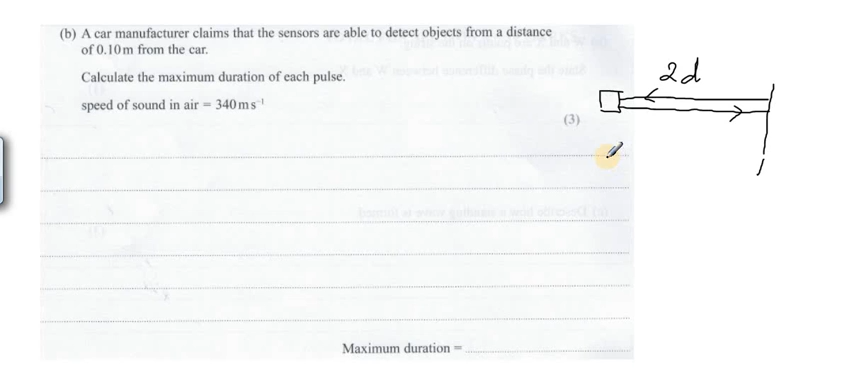 (b) A car manufacturer claims that the sensors are able to detect objects from a distance
of 0.10m from the car.
Calculate the maximum duration of each pulse.
speed of sound in air = 340 m s⁻¹
(3)
2d
Maximum duration =